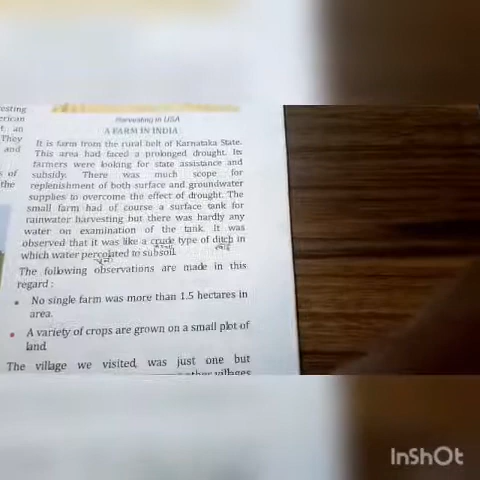 esting
erican
t an
They
and
s of
the
Harvesting in USA
A FARM IN INDIA
It is farm from the rural belt of Karnataka State.
This area had faced a prolonged drought. Its
farmers were looking for state assistance and
subsidy. There was much scope for
replenishment of both surface and groundwater
supplies to overcome the effect of drought. The
small farm had of course a surface tank for
rainwater harvesting but there was hardly any
water on examination of the tank. It was
observed that it was like a crude type of ditch in
which water percolated to subsoil.
The following observations are made in this
regard :
• No single farm was more than 1.5 hectares in
area.
• A variety of crops are grown on a small plot of
land.
The village we visited, was just one but
other villages
InShOt